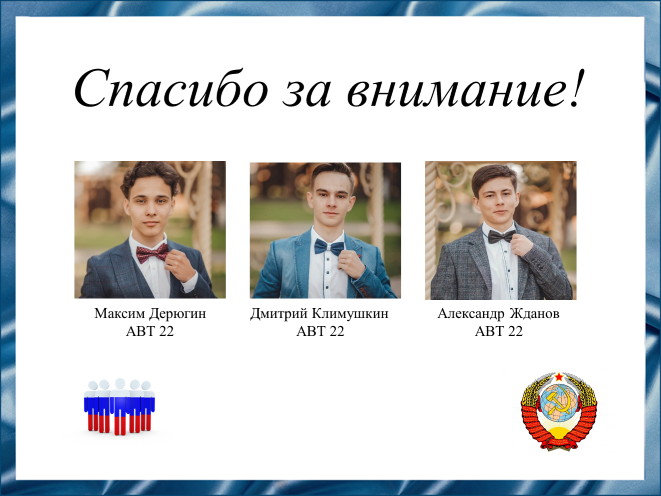 Спасибо за внимание!
Максим Дерюгин
АВТ 22
Дмитрий Климушкин
АВТ 22
Александр Жданов
АВТ 22